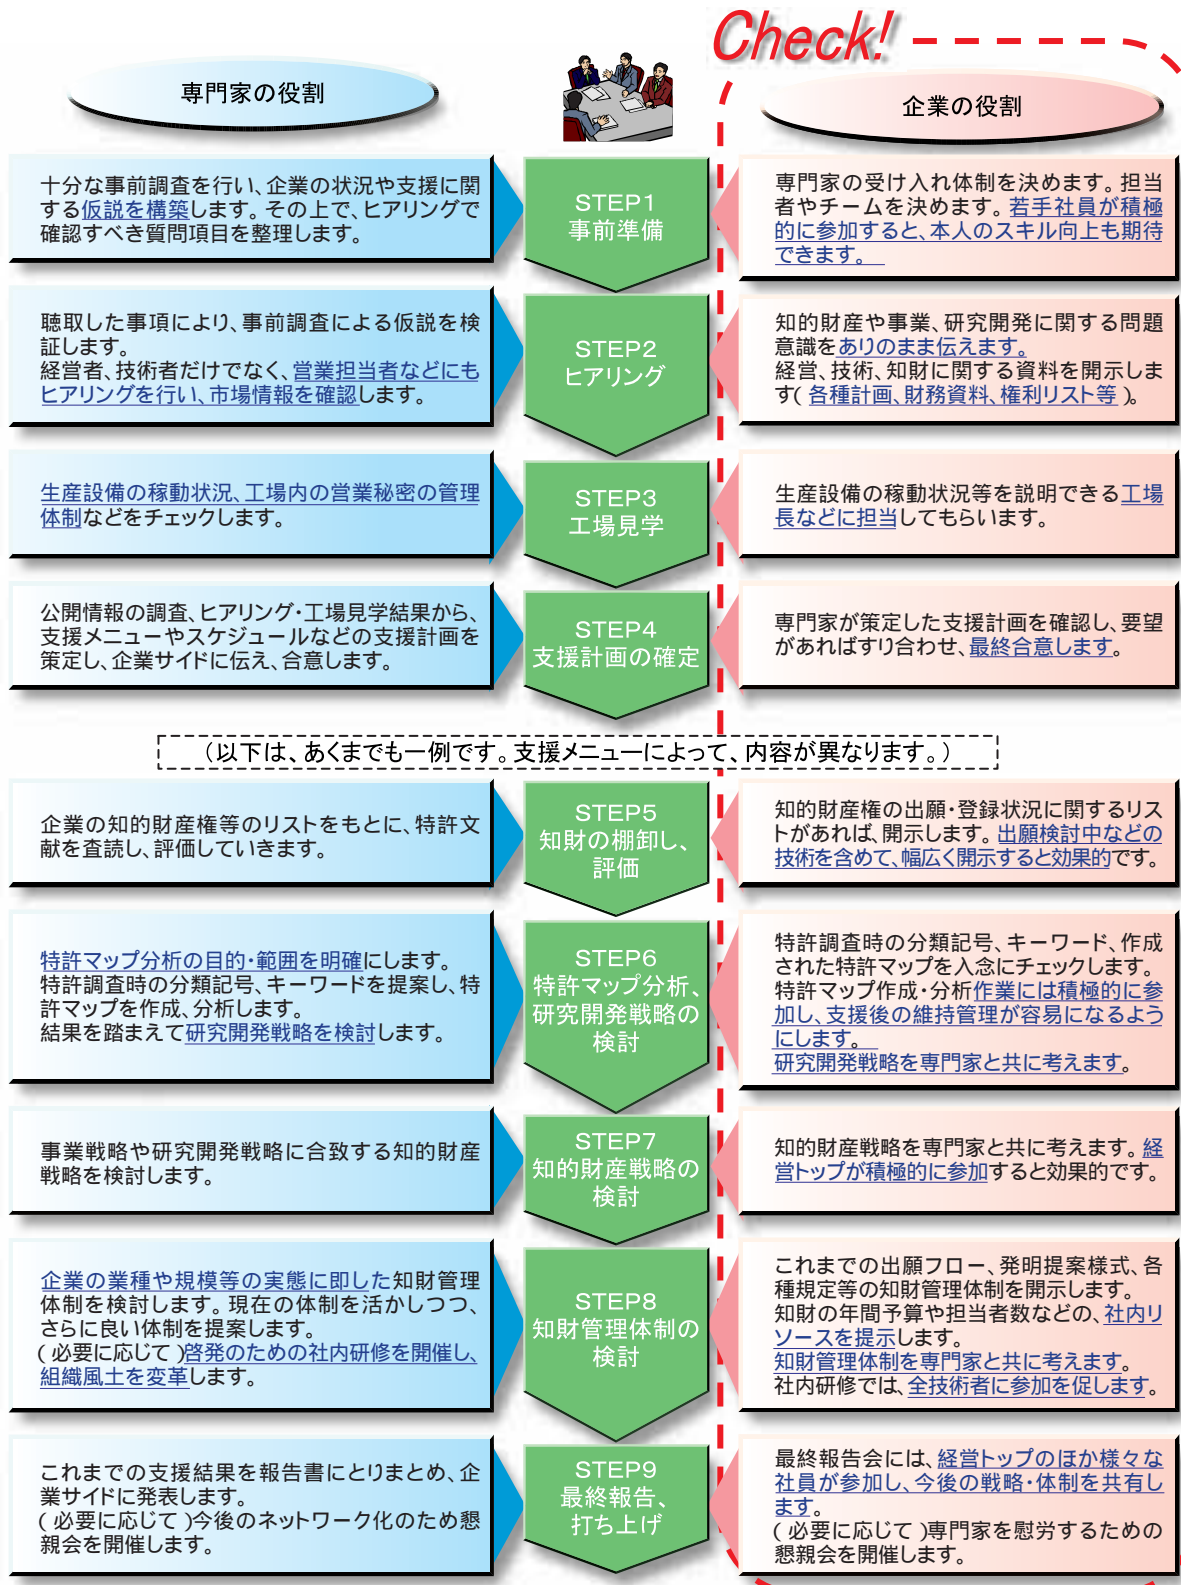 Check!
専門家の役割
企業の役割
十分な事前調査を行い、企業の状況や支援に関
する仮説を構築します。その上で、ヒアリングで
確認すべき質問項目を整理します。
STEP1
事前準備
専門家の受け入れ体制を決めます。担当
者やチームを決めます。若手社員が積極
的に参加すると、本人のスキル向上も期待
できます。
聴取した事項により、事前調査による仮説を検
証します。
経営者、技術者だけでなく、営業担当者などにも
ヒアリングを行い、市場情報を確認します。
STEP2
ヒアリング
知的財産や事業、研究開発に関する問題
意識をありのまま伝えます。
経営、技術、知財に関する資料を開示しま
す(各種計画、財務資料、権利リスト等)。
生産設備の稼動状況、工場内の営業秘密の管理
体制などをチェックします。
STEP3
工場見学
生産設備の稼動状況等を説明できる工場
長などに担当してもらいます。
公開情報の調査、ヒアリング・工場見学結果から、
支援メニューやスケジュールなどの支援計画を
策定し、企業サイドに伝え、合意します。
STEP4
支援計画の確定
専門家が策定した支援計画を確認し、要望
があればすり合わせ、最終合意します。
（以下は、あくまでも一例です。支援メニューによって、内容が異なります。）
企業の知的財産権等のリストをもとに、特許文
献を査読し、評価していきます。
STEP5
知財の棚卸し、
評価
知的財産権の出願・登録状況に関するリス
トがあれば、開示します。出願検討中などの
技術を含めて、幅広く開示すると効果的です。
特許マップ分析の目的・範囲を明確にします。
特許調査時の分類記号、キーワードを提案し、特
許マップを作成、分析します。
結果を踏まえて研究開発戦略を検討します。
STEP6
特許マップ分析、
研究開発戦略の
検討
特許調査時の分類記号、キーワード、作成
された特許マップを入念にチェックします。
特許マップ作成・分析作業には積極的に参
加し、支援後の維持管理が容易になるよう
にします。
研究開発戦略を専門家と共に考えます。
事業戦略や研究開発戦略に合致する知的財産
戦略を検討します。
STEP7
知的財産戦略の
検討
知的財産戦略を専門家と共に考えます。経
営トップが積極的に参加すると効果的です。
企業の業種や規模等の実態に即した知財管理
体制を検討します。現在の体制を活かしつつ、
さらに良い体制を提案します。
(必要に応じて)啓発のための社内研修を開催し、
組織風土を変革します。
STEP8
知財管理体制の
検討
これまでの出願フロー、発明提案様式、各
種規定等の知財管理体制を開示します。
知財の年間予算や担当者数などの、社内リ
ソースを提示します。
知財管理体制を専門家と共に考えます。
社内研修では、全技術者に参加を促します。
これまでの支援結果を報告書にとりまとめ、企
業サイドに発表します。
(必要に応じて)今後のネットワーク化のため懇
親会を開催します。
STEP9
最終報告、
打ち上げ
最終報告会には、経営トップのほか様々な
社員が参加し、今後の戦略・体制を共有し
ます。
(必要に応じて)専門家を慰労するための
懇親会を開催します。